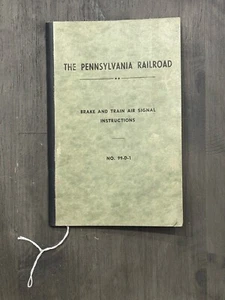 THE PENNSYLVANIA RAILROAD
BRAKE AND TRAIN AIR SIGNAL
INSTRUCTIONS
NO. 99-D-1